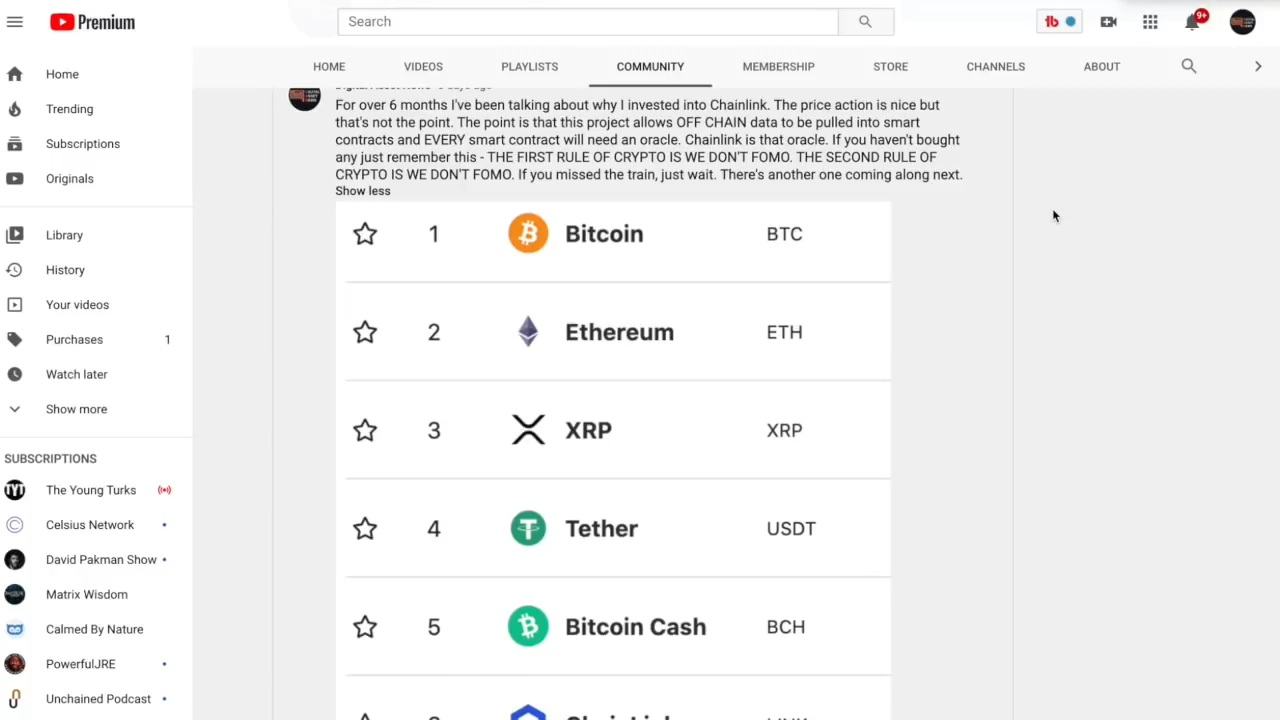 Premium
Search
9+
HOME VIDEOS PLAYLISTS COMMUNITY MEMBERSHIP STORE CHANNELS ABOUT
Home
Trending
Subscriptions
Originals
Library
History
Your videos
Purchases 1
Watch later
Show more
SUBSCRIPTIONS
TYT The Young Turks
Celsius Network
David Pakman Show
Matrix Wisdom
Calmed By Nature
PowerfulJRE
Unchained Podcast
For over 6 months I've been talking about why I invested into Chainlink. The price action is nice but
that's not the point. The point is that this project allows OFF CHAIN data to be pulled into smart
contracts and EVERY smart contract will need an oracle. Chainlink is that oracle. If you haven't bought
any just remember this - THE FIRST RULE OF CRYPTO IS WE DON'T FOMO. THE SECOND RULE OF
CRYPTO IS WE DON'T FOMO. If you missed the train, just wait. There's another one coming along next.
Show less
1 Bitcoin BTC
2 Ethereum ETH
3 XRP XRP
4 Tether USDT
5 Bitcoin Cash BCH